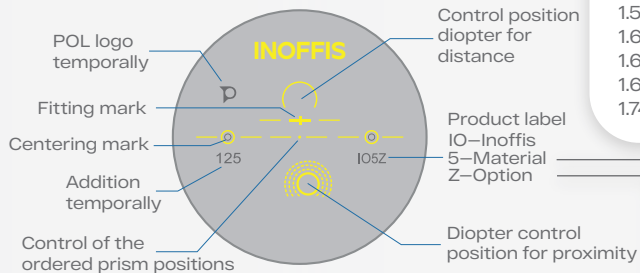 POL logo
temporally
Fitting mark
Centering mark
Addition
temporally
Control of the
ordered prism positions
INOFFIS
125
IO5Z
Control position
diopter for
distance
Product label
IO–Inoffis
5–Material
Z–Option
Diopter control
position for proximity
1.5
1.6
1.6
1.6
1.74